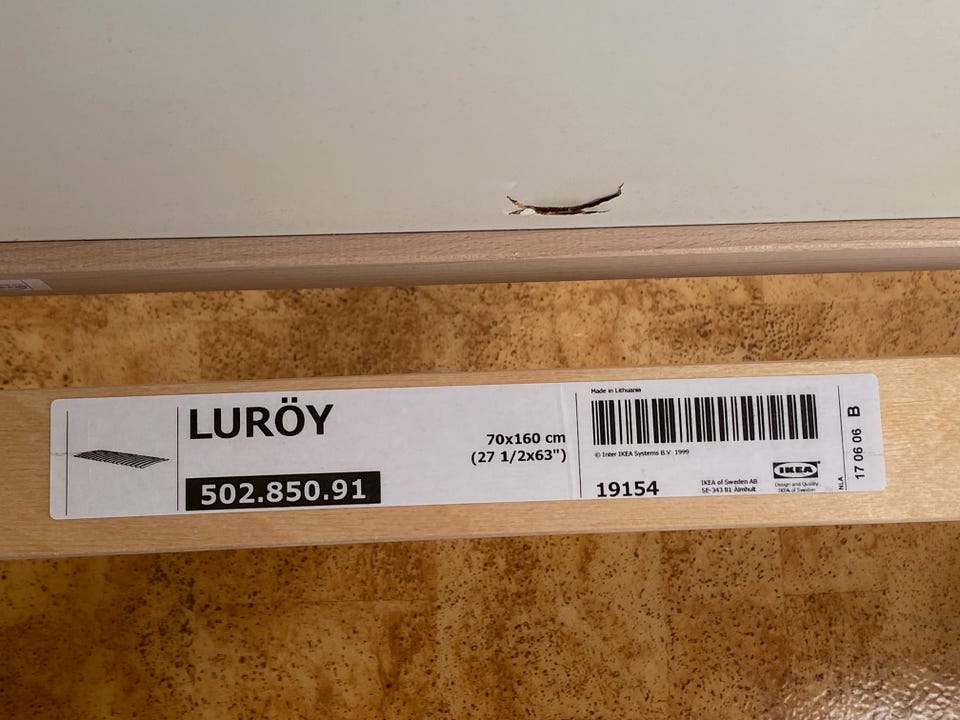 LURÖY
70x160 cm
(27 1/2x63")
502.850.91
Made in Lithuania
© Inter IKEA Systems B.V. 1999
19154
IKEA of Sweden AB
SE-343 81 Älmhult
IKEA
Design and Quality
IKEA of Sweden
NLA
17 06 06 B